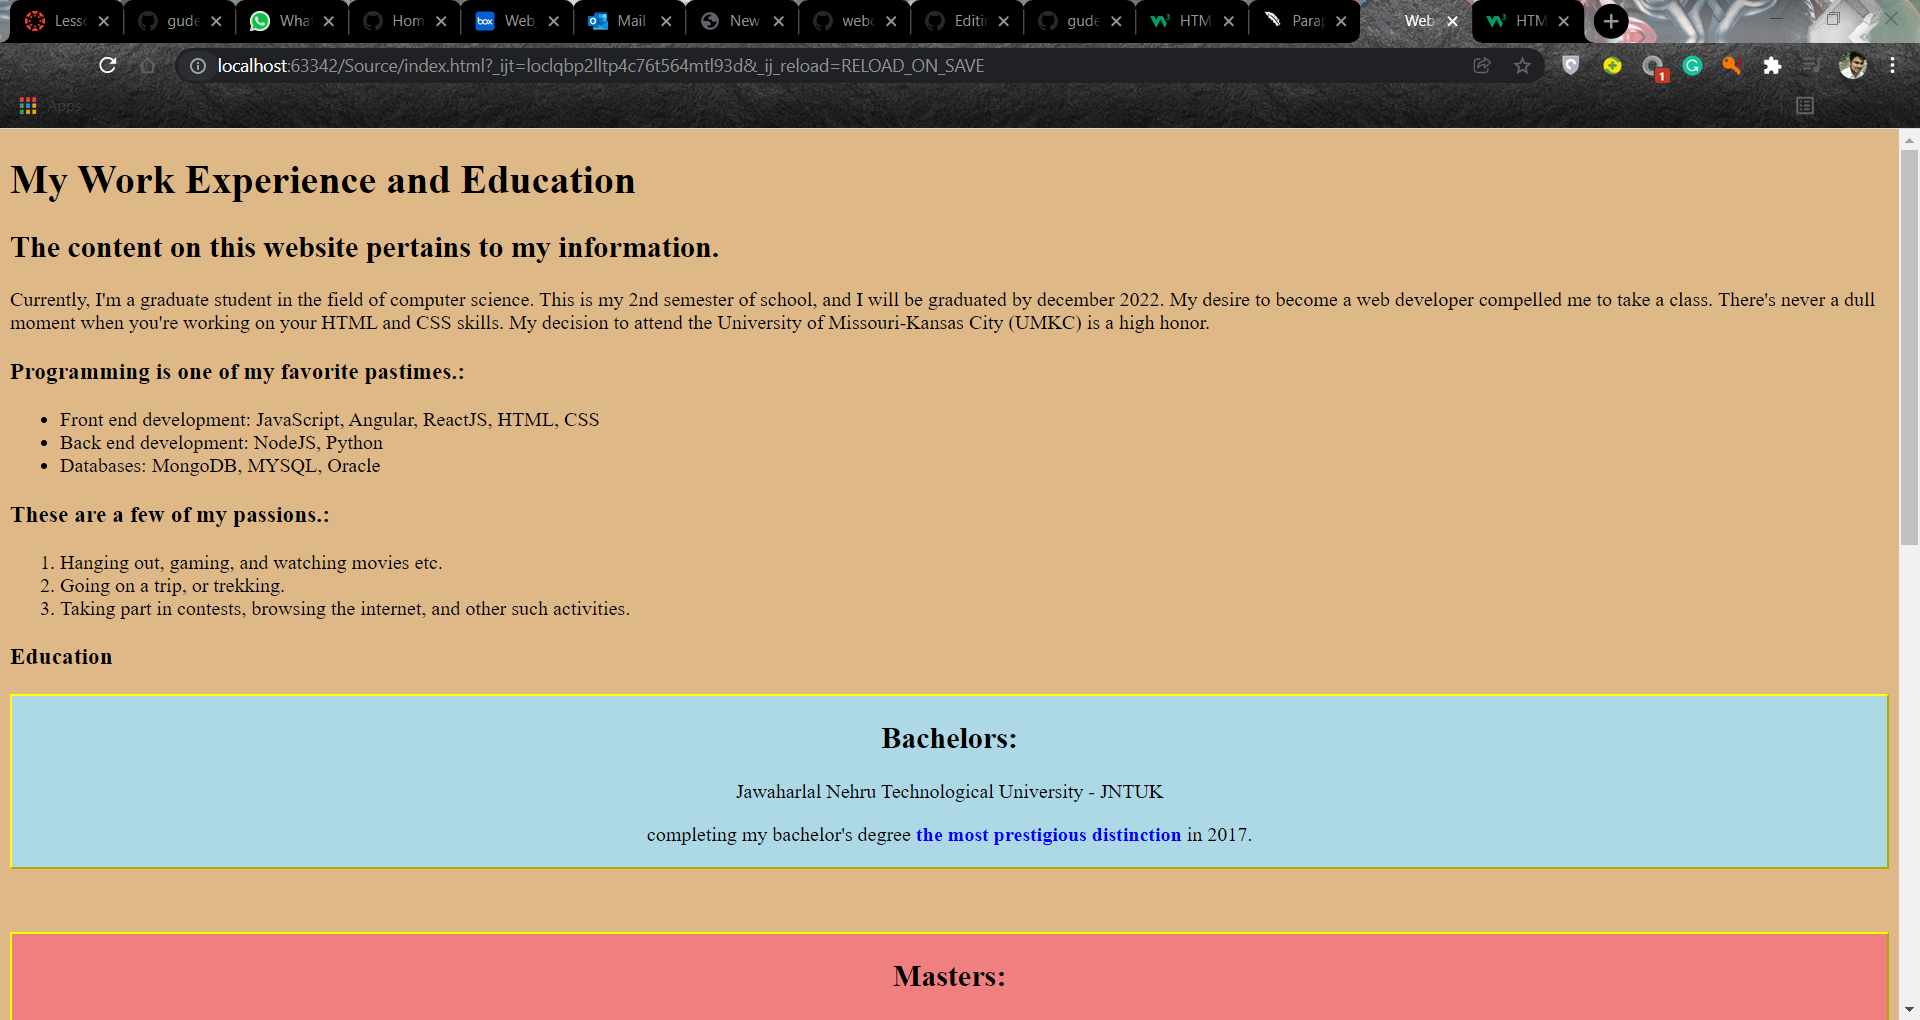 Lesso
gude
What
Hom
Web
Mail
New
webc
Editi
gude
HTM
Parap
Web
HTM
localhost:63342/Source/index.html?_ijt=loclqbp2lltp4c76t564mtl93d&_ij_reload=RELOAD_ON_SAVE
1
Apps
My Work Experience and Education
The content on this website pertains to my information.
Currently, I'm a graduate student in the field of computer science. This is my 2nd semester of school, and I will be graduated by december 2022. My desire to become a web developer compelled me to take a class. There's never a dull
moment when you're working on your HTML and CSS skills. My decision to attend the University of Missouri-Kansas City (UMKC) is a high honor.
Programming is one of my favorite pastimes.:
• Front end development: JavaScript, Angular, ReactJS, HTML, CSS
• Back end development: NodeJS, Python
• Databases: MongoDB, MYSQL, Oracle
These are a few of my passions.:
1. Hanging out, gaming, and watching movies etc.
2. Going on a trip, or trekking.
3. Taking part in contests, browsing the internet, and other such activities.
Education
Bachelors:
Jawaharlal Nehru Technological University - JNTUK
completing my bachelor's degree the most prestigious distinction in 2017.
Masters: